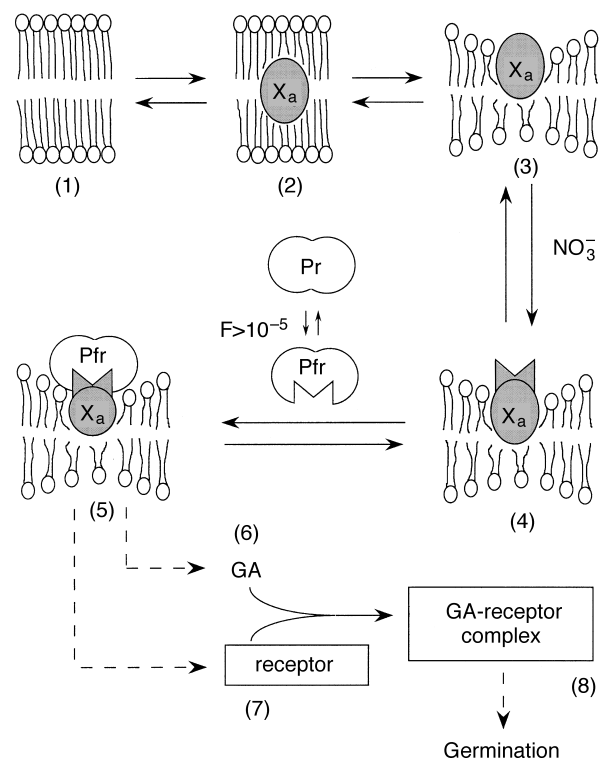 Xa
Xa
(1)
(2)
(3)
NO3−
Pr
F>10−5
Pfr
Pfr
Xa
Xa
(5)
(4)
(6)
GA
GA-receptor
complex
receptor
(7)
(8)
Germination